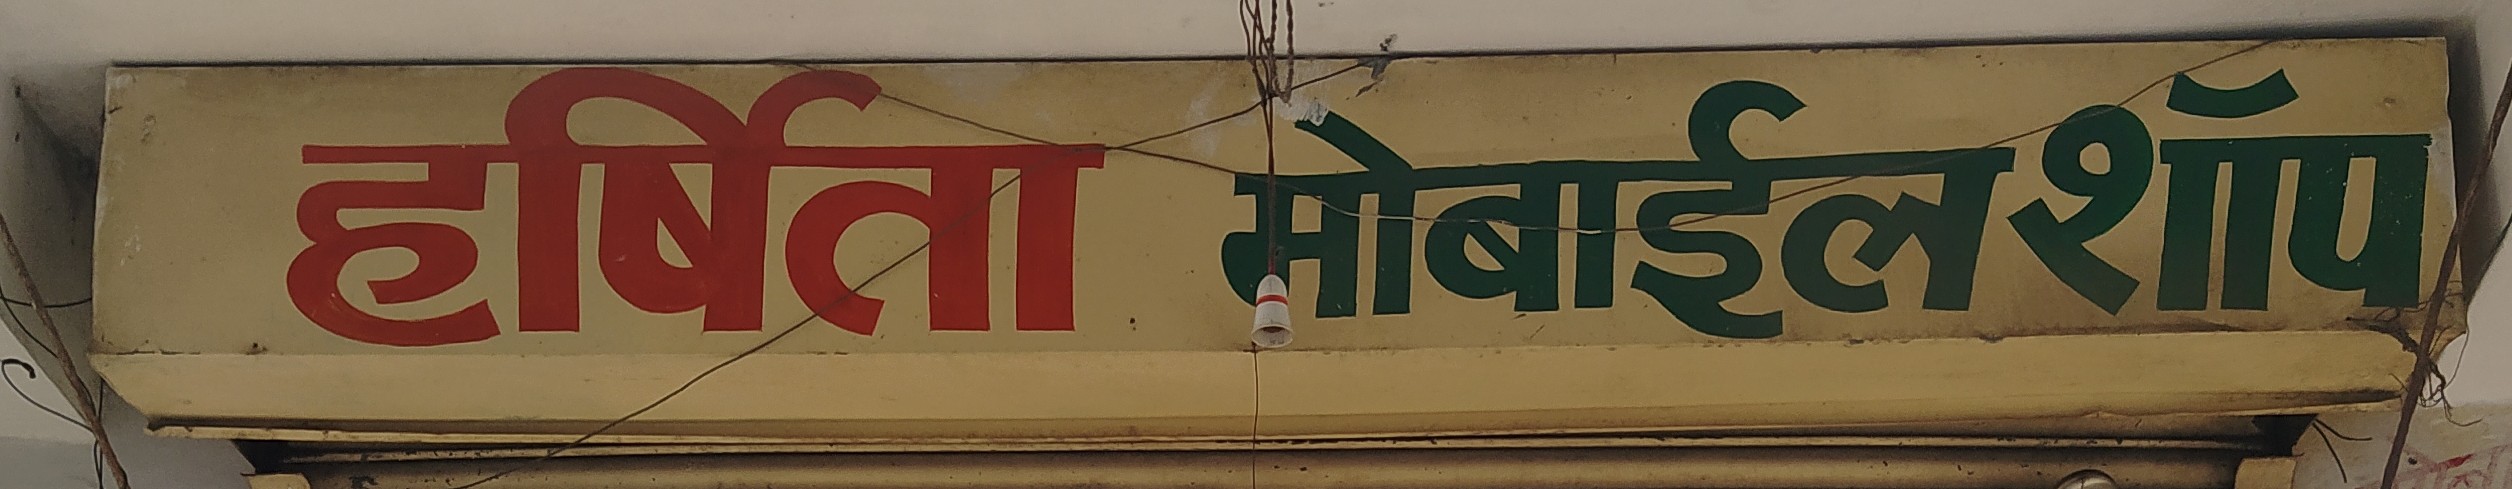 हर्षिता मोबाईल शॉप